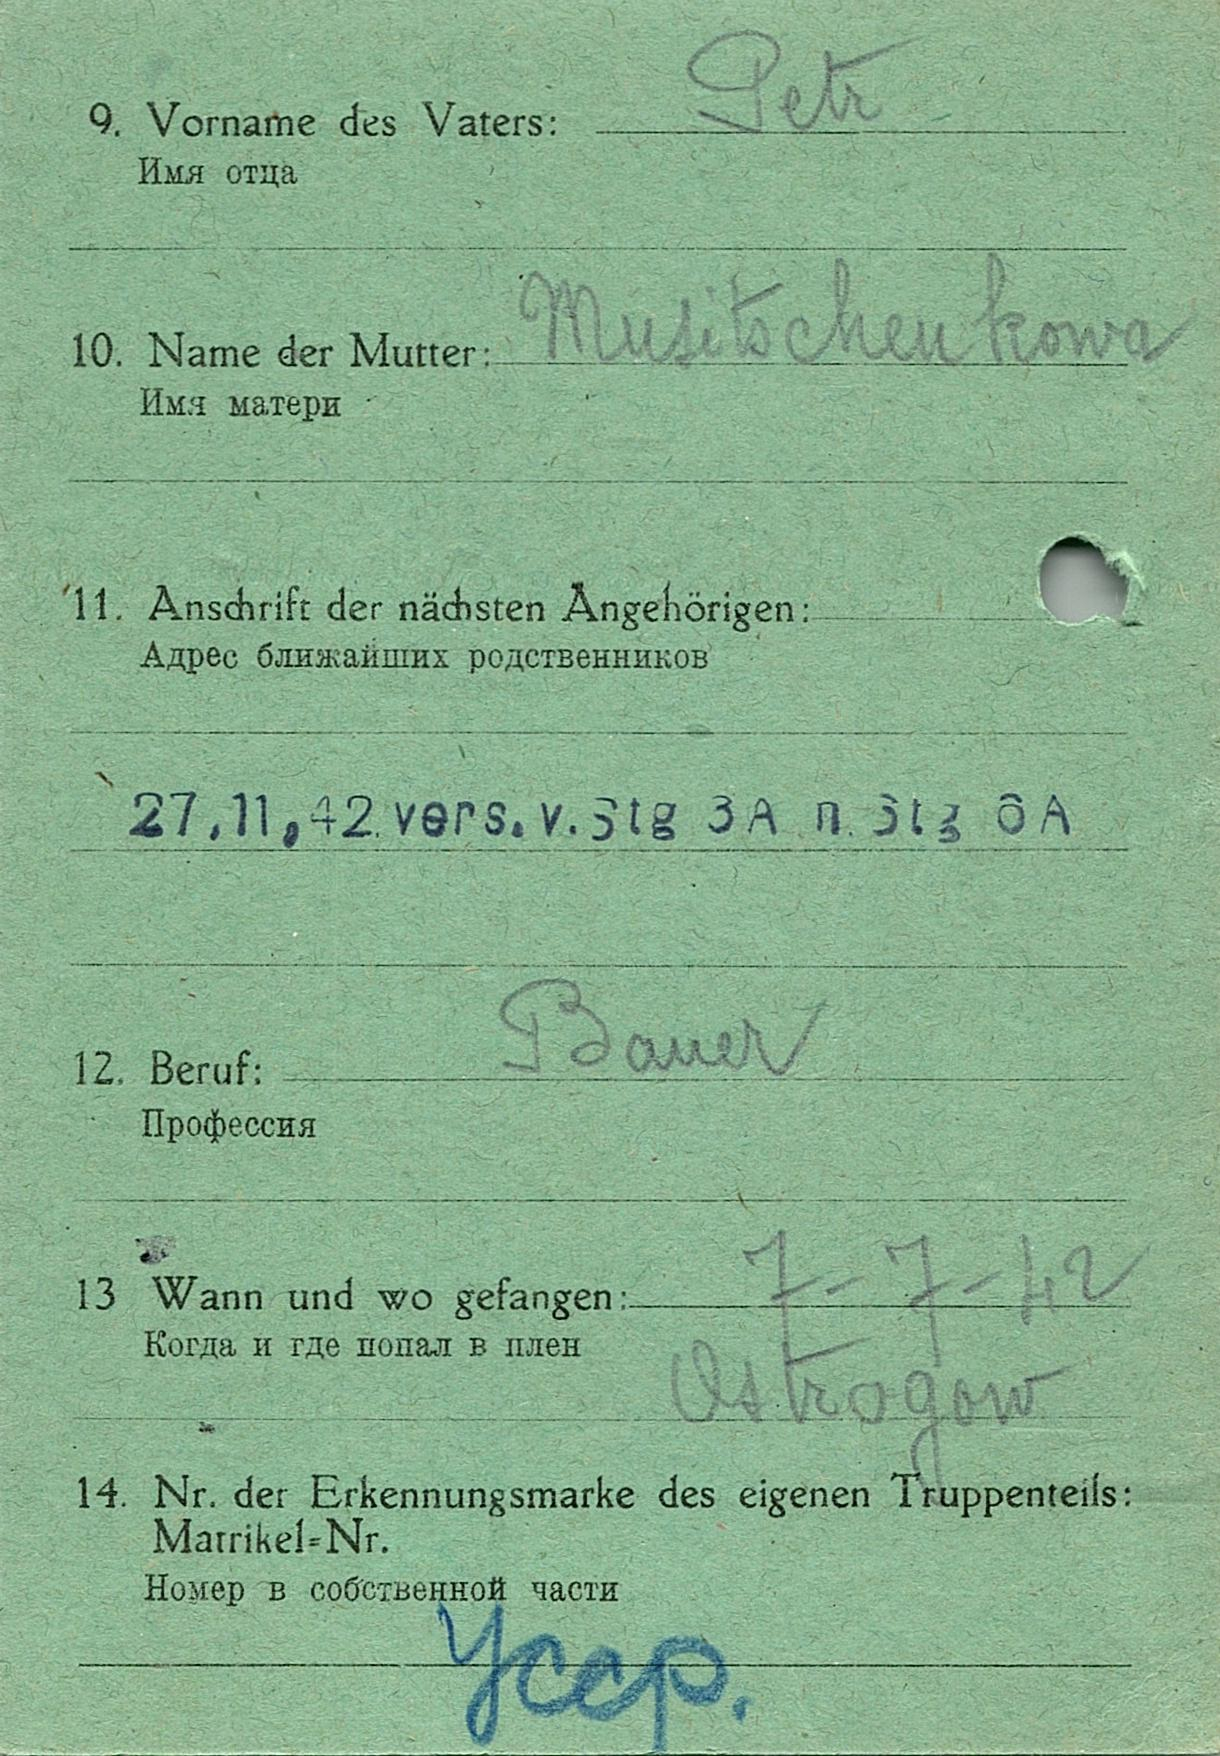 9. Vorname des Vaters: Petr
Имя отца
10. Name der Mutter: Musitschenkowa
Имя матери
11. Anschrift der nächsten Angehörigen:
Адрес ближайших родственников
27.11.42. vers. v. Stg 3A n. Stg 6A
12. Beruf: Bauer
Профессия
13 Wann und wo gefangen: 7-7-42
Когда и где попал в плен
Ostrogow
14. Nr. der Erkennungsmarke des eigenen Truppenteils:
Matrikel=Nr.
Номер в собственной части
Уccp.